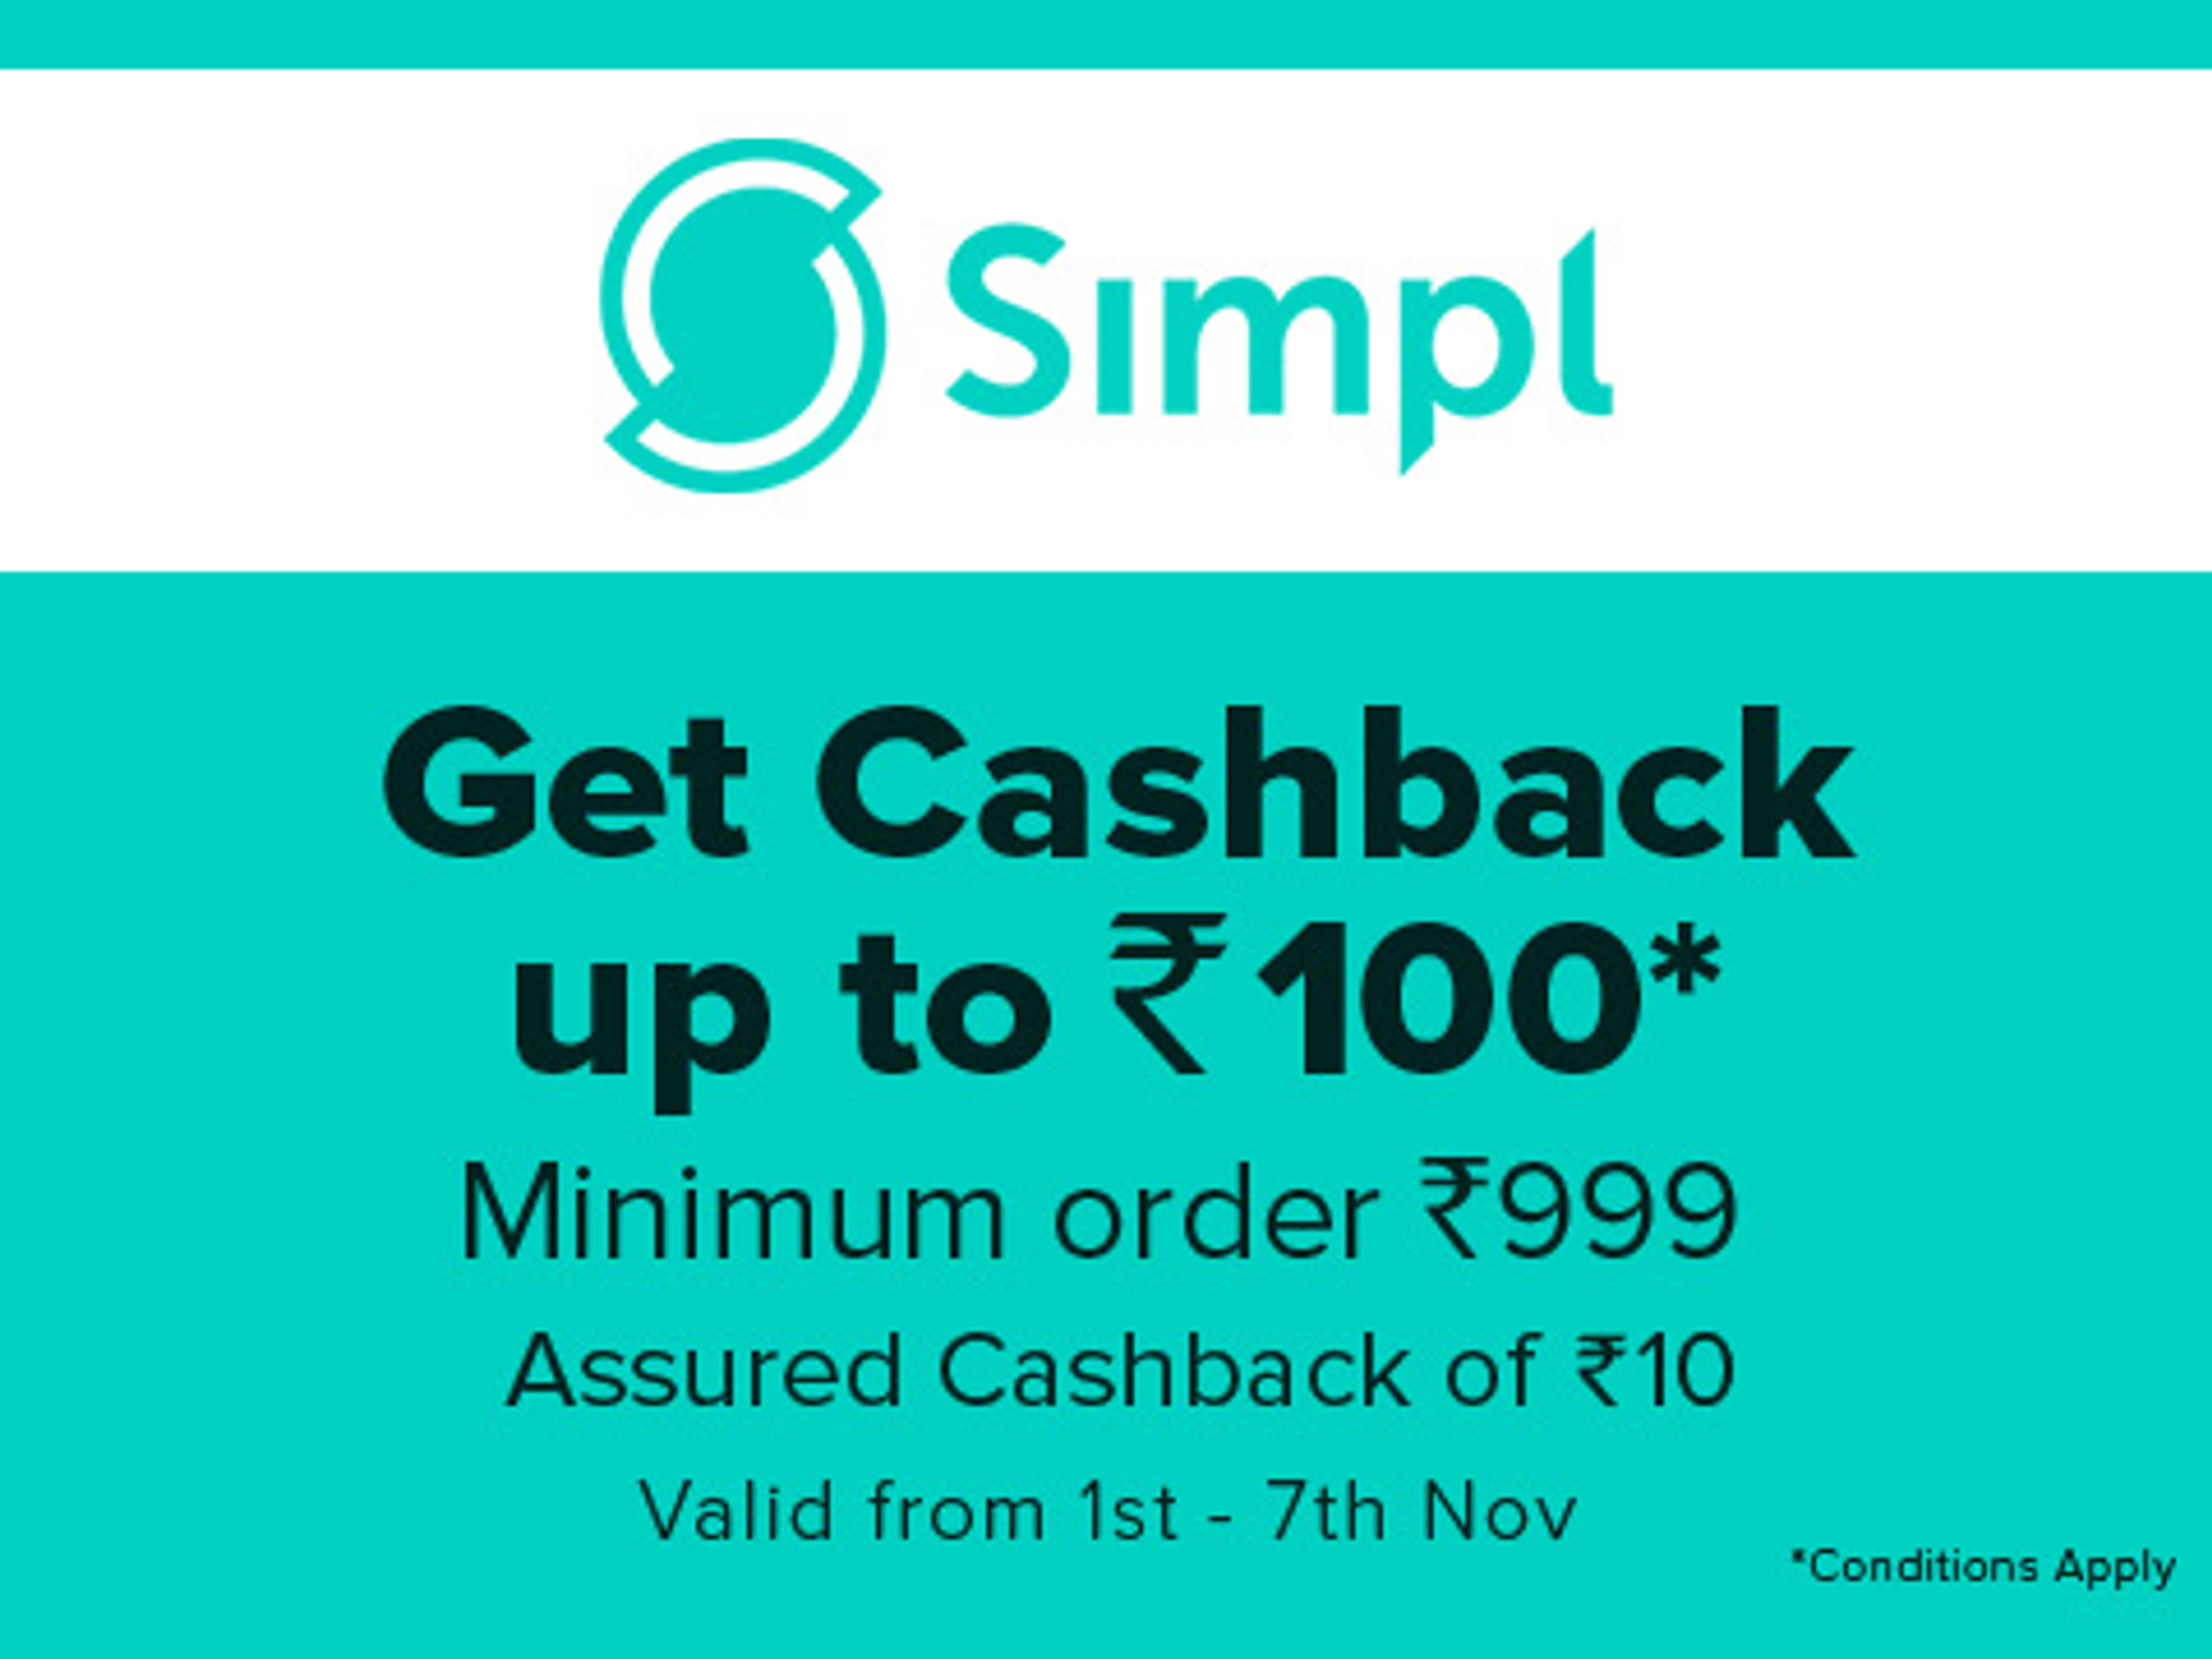 Simpl
Get Cashback
up to ₹100*
Minimum order ₹999
Assured Cashback of ₹10
Valid from 1st - 7th Nov
*Conditions Apply